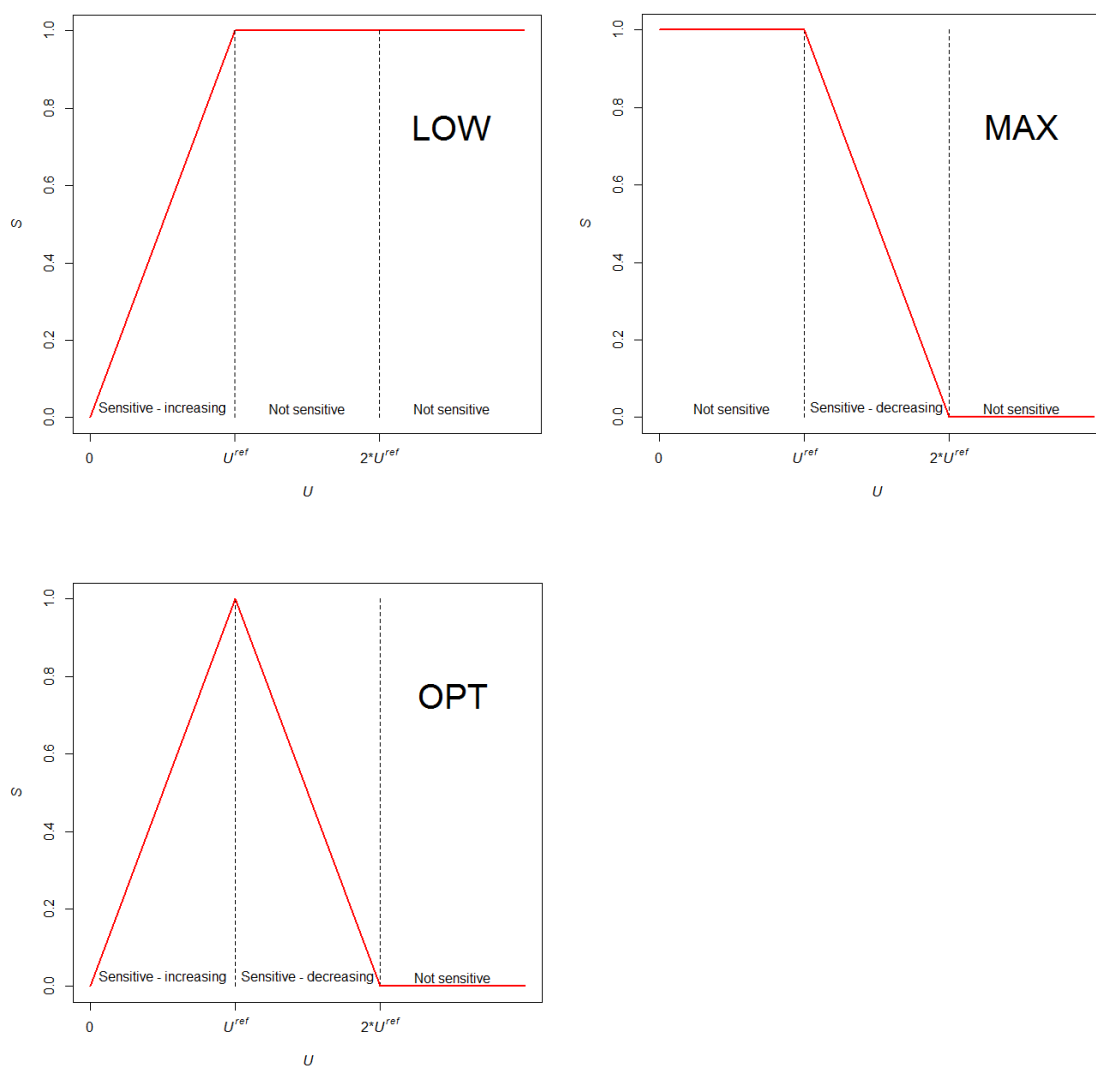 1.0
0.8
0.6
0.4
0.2
0.0
S
LOW
Sensitive - increasing
Not sensitive
Not sensitive
0
U^ref
2*U^ref
U
1.0
0.8
0.6
0.4
0.2
0.0
S
MAX
Not sensitive
Sensitive - decreasing
Not sensitive
0
U^ref
2*U^ref
U
1.0
0.8
0.6
0.4
0.2
0.0
S
OPT
Sensitive - increasing
Sensitive - decreasing
Not sensitive
0
U^ref
2*U^ref
U